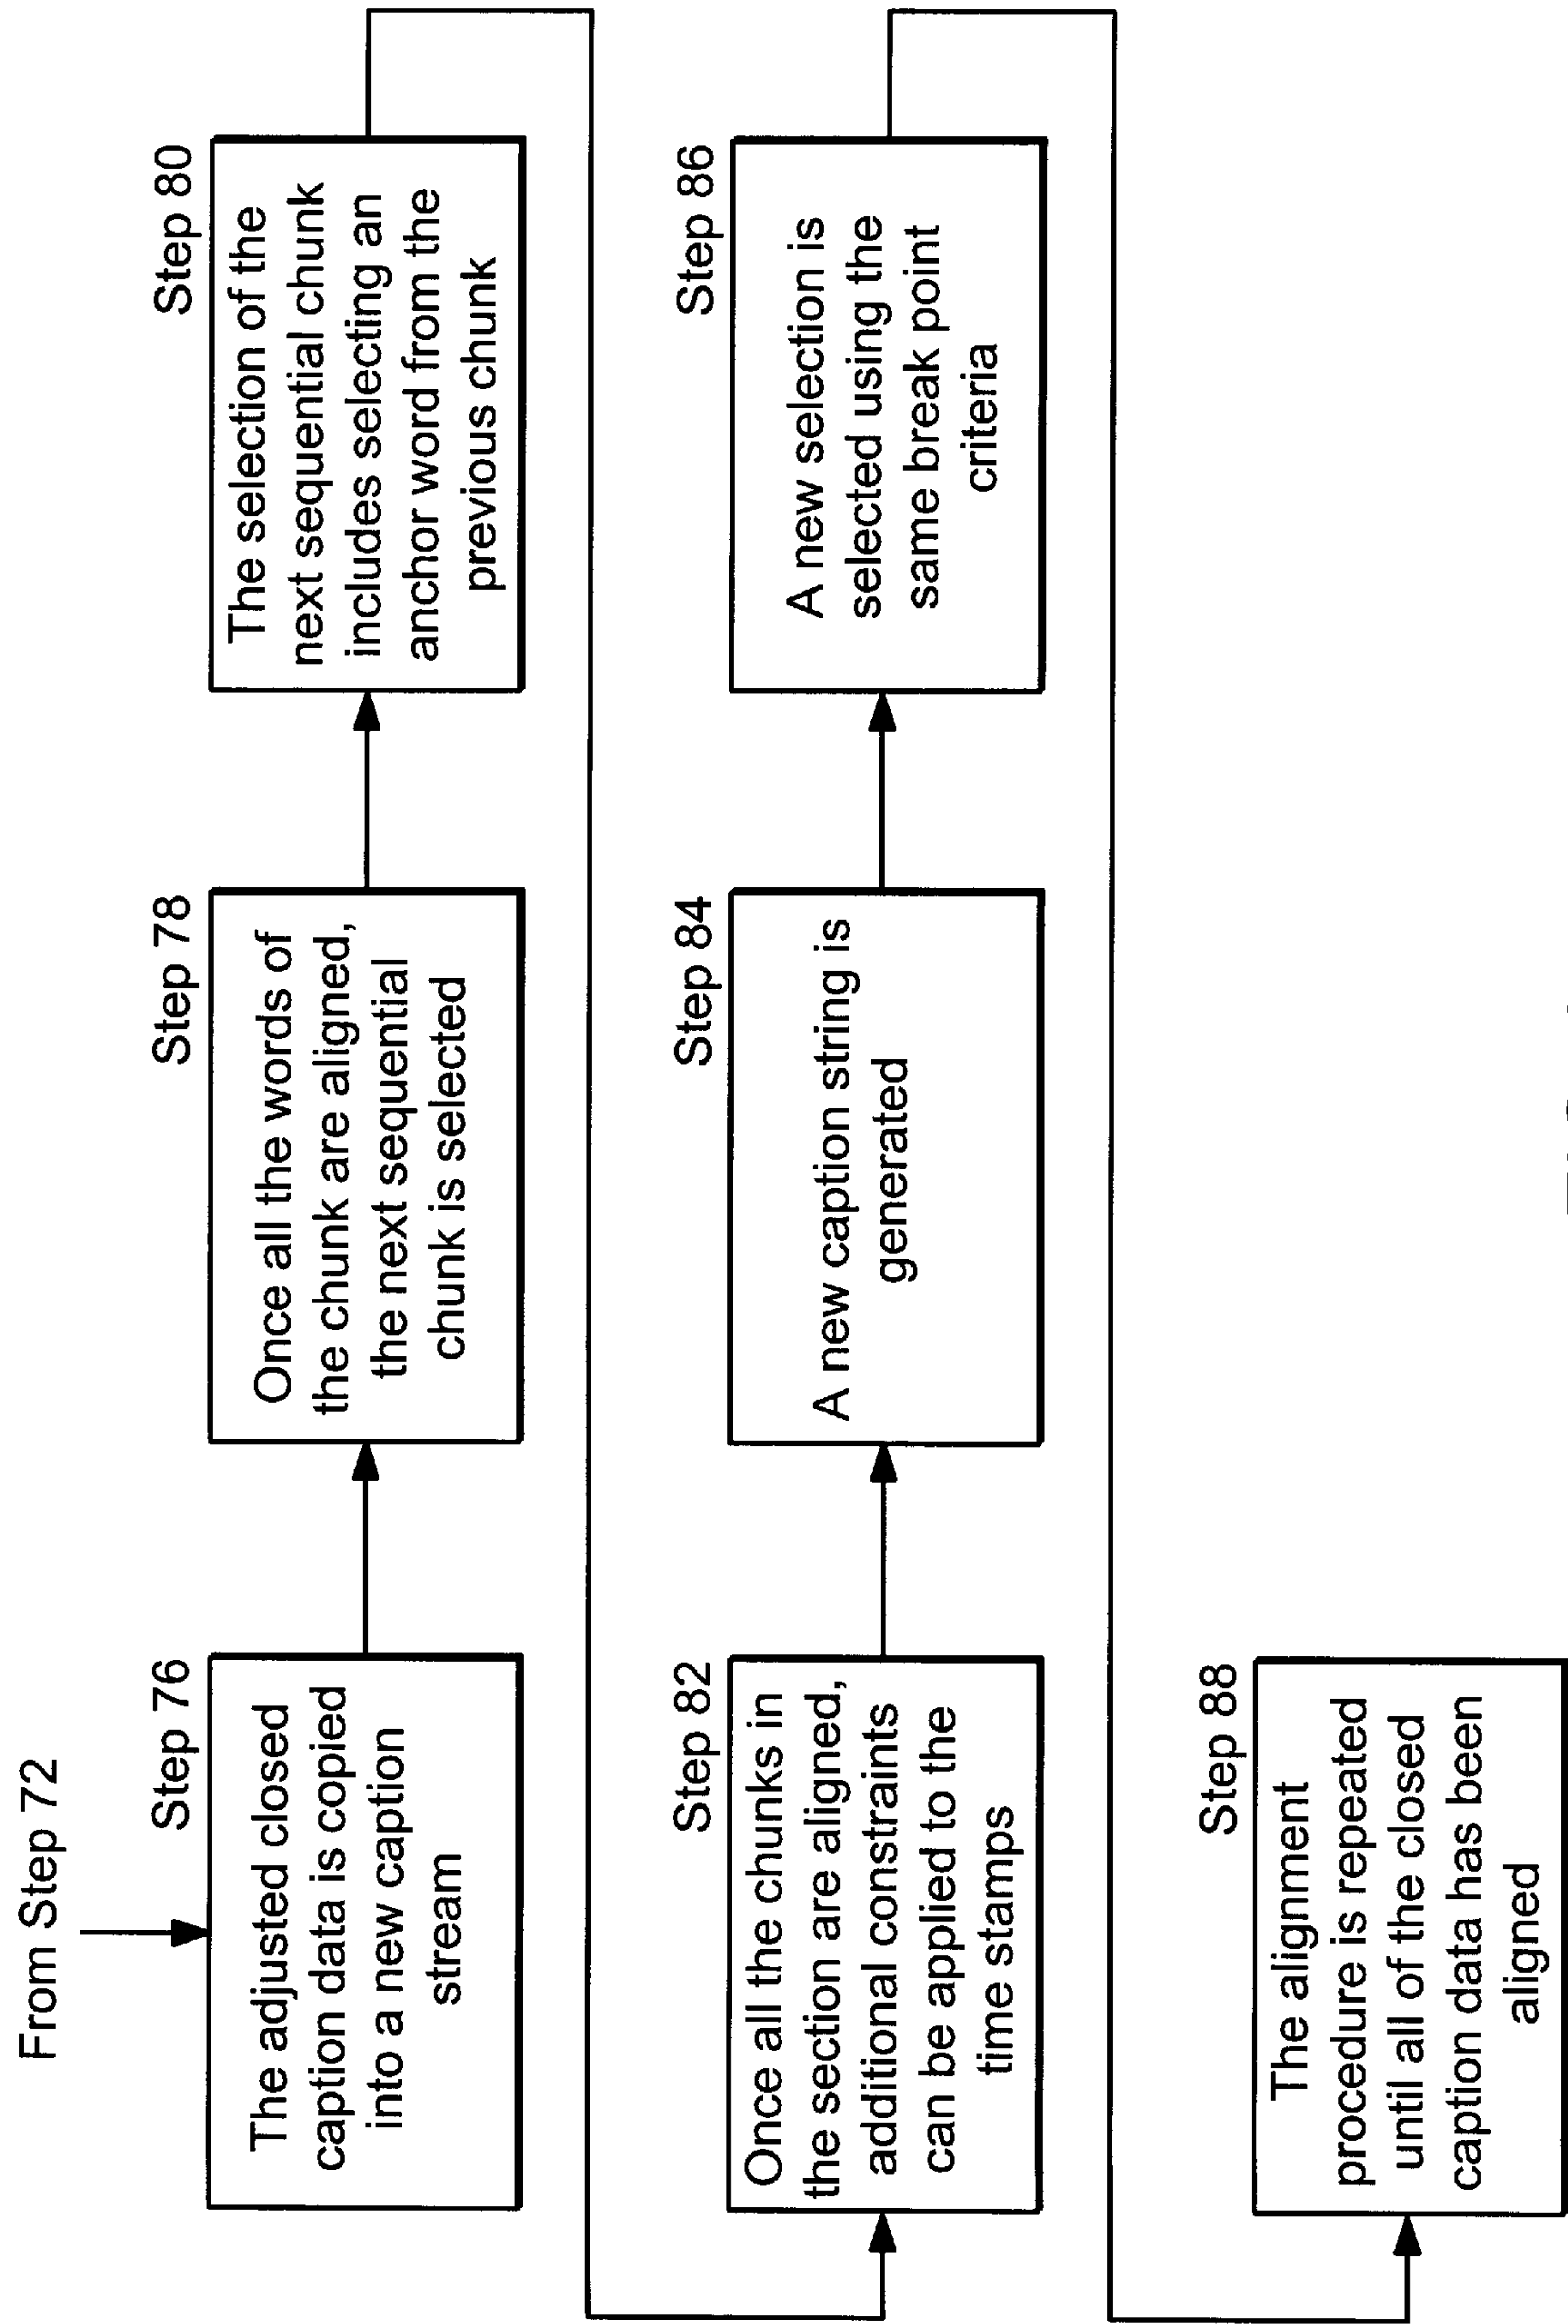 From Step 72
Step 76
The adjusted closed
caption data is copied
into a new caption
stream
Step 78
Once all the words of
the chunk are aligned,
the next sequential
chunk is selected
Step 80
The selection of the
next sequential chunk
includes selecting an
anchor word from the
previous chunk
Step 82
Once all the chunks in
the section are aligned,
additional constraints
can be applied to the
time stamps
Step 84
A new caption string is
generated
Step 86
A new selection is
selected using the
same break point
criteria
Step 88
The alignment
procedure is repeated
until all of the closed
caption data has been
aligned